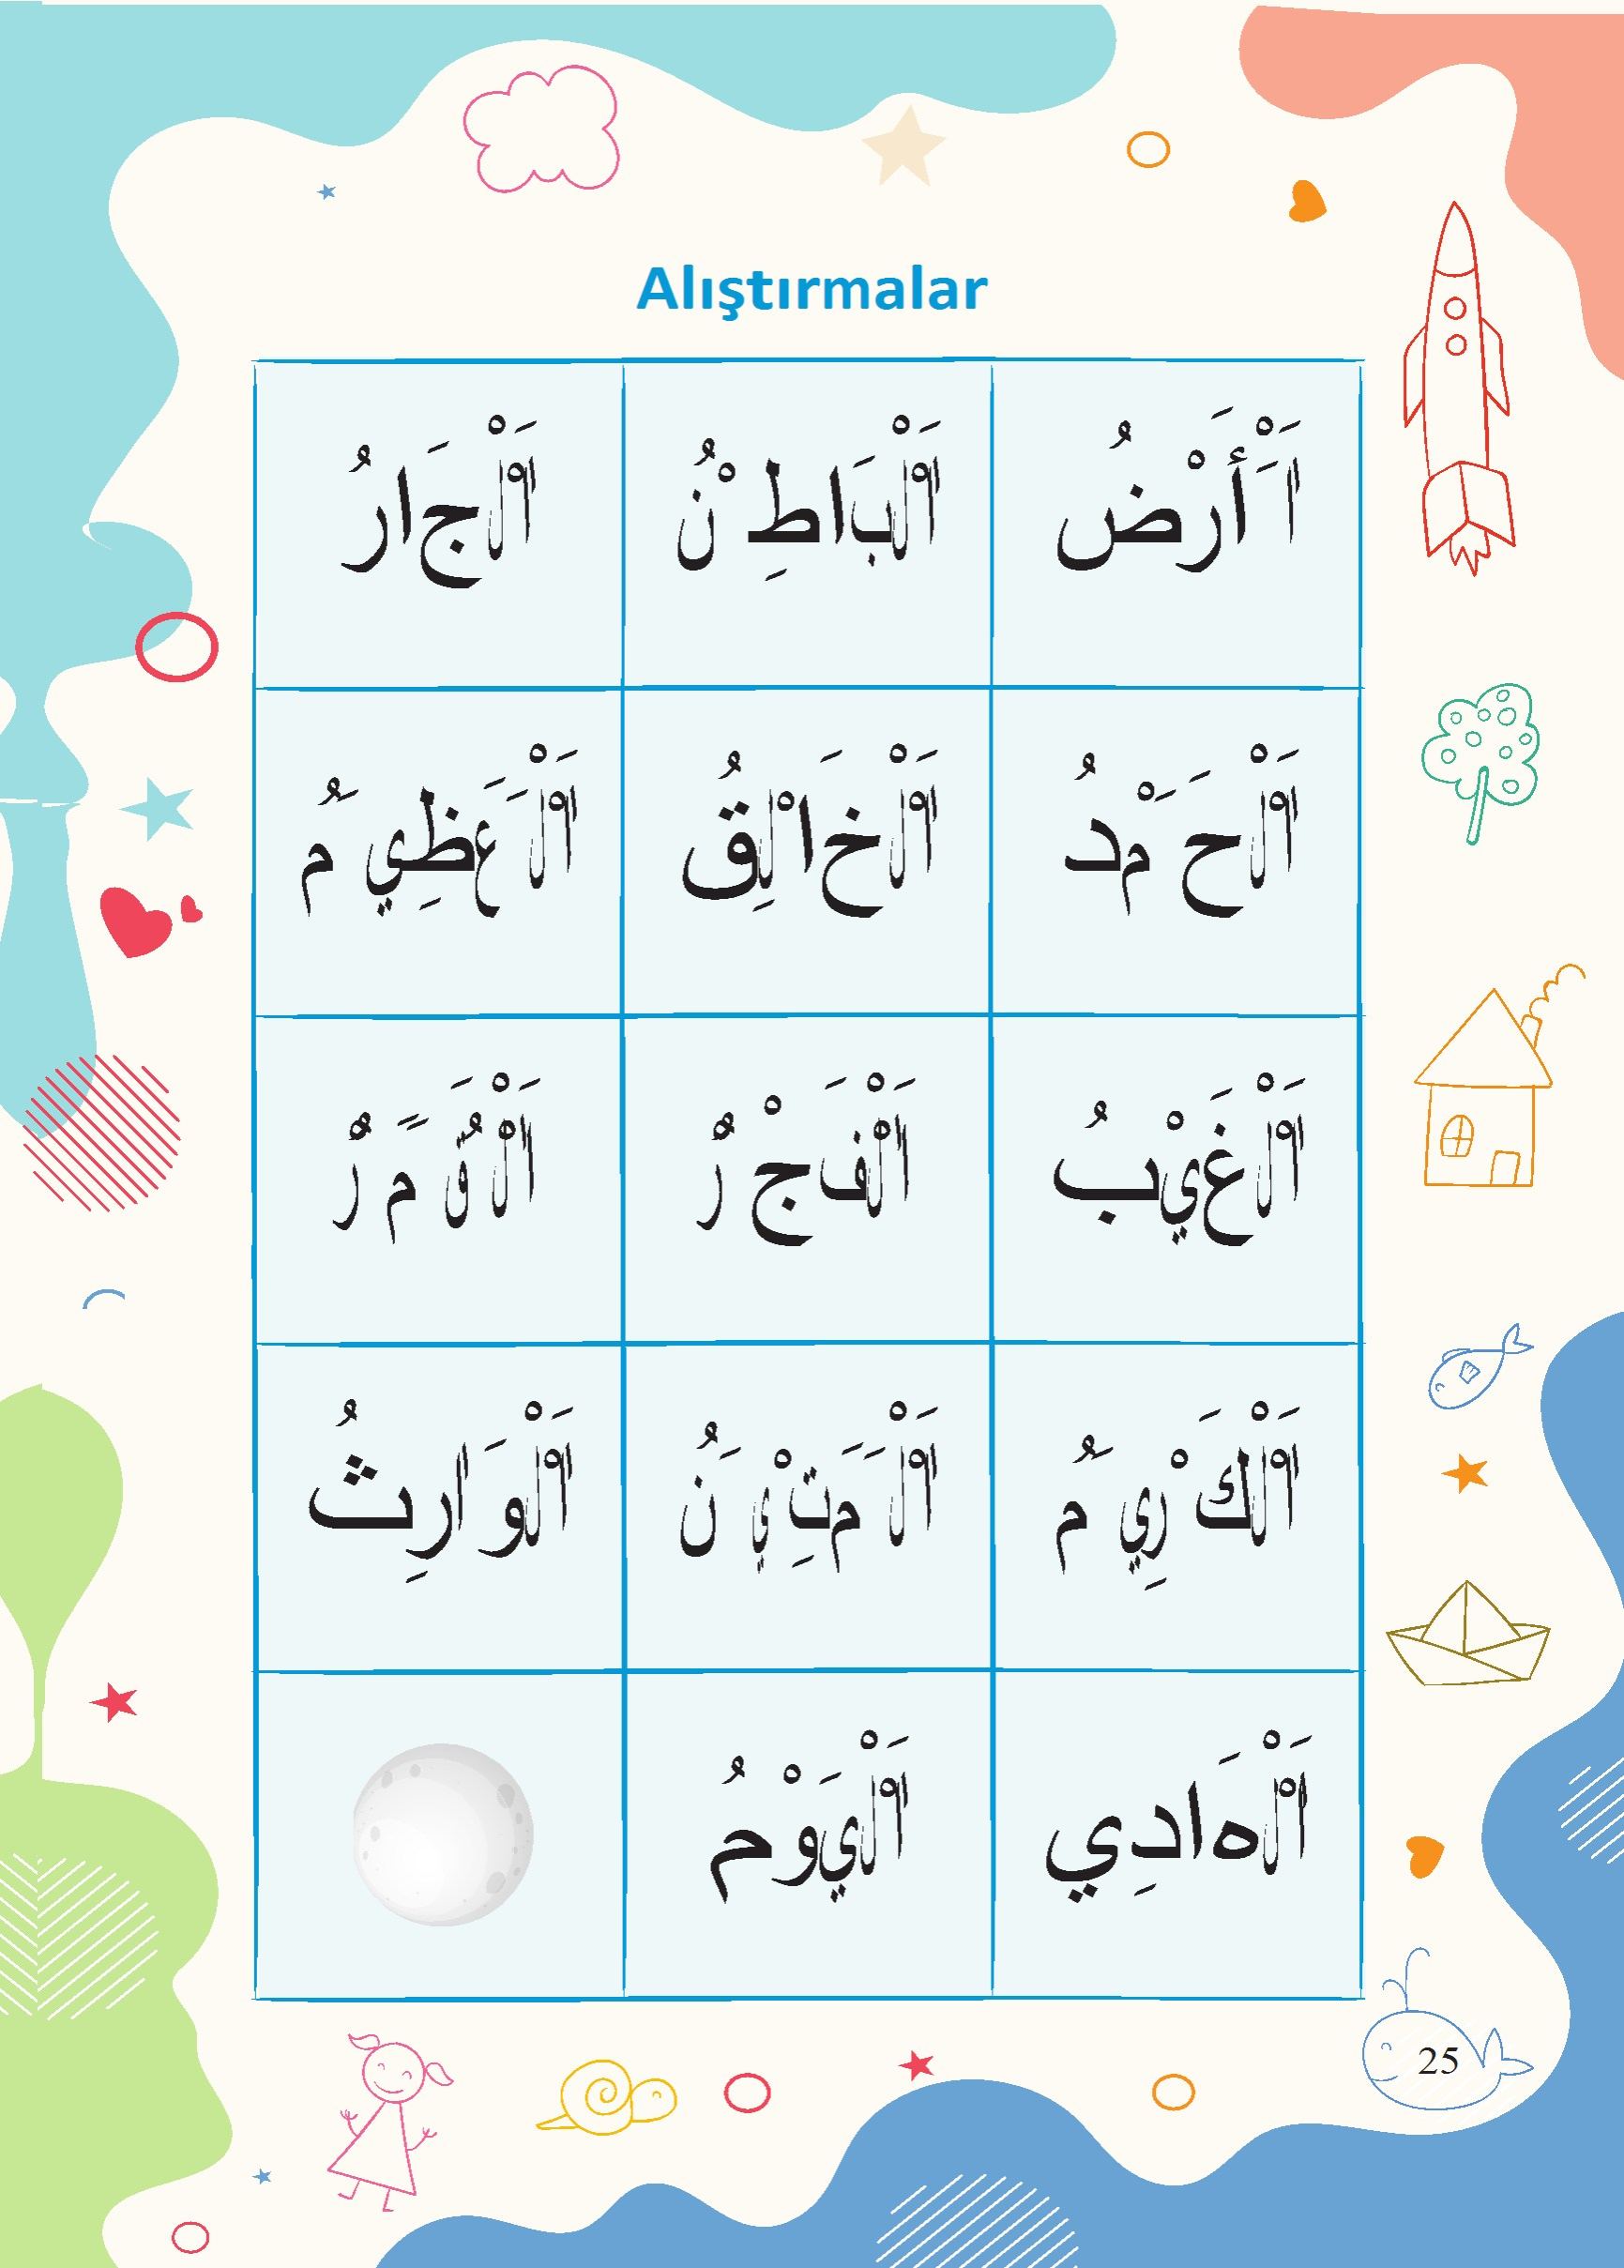 Alıştırmalar
اَلْأَرْضُ اَلْبَاطِنُ اَلْجَارُ
اَلْحَمْدُ اَلْخَالِقُ اَلْعَظِيمُ
اَلْغَيْبُ اَلْفَجْرُ اَلْقَمَرُ
اَلْكَرِيمُ اَلْمَتِينُ اَلْوَارِثُ
اَلْهَادِي اَلْيَوْمُ
25